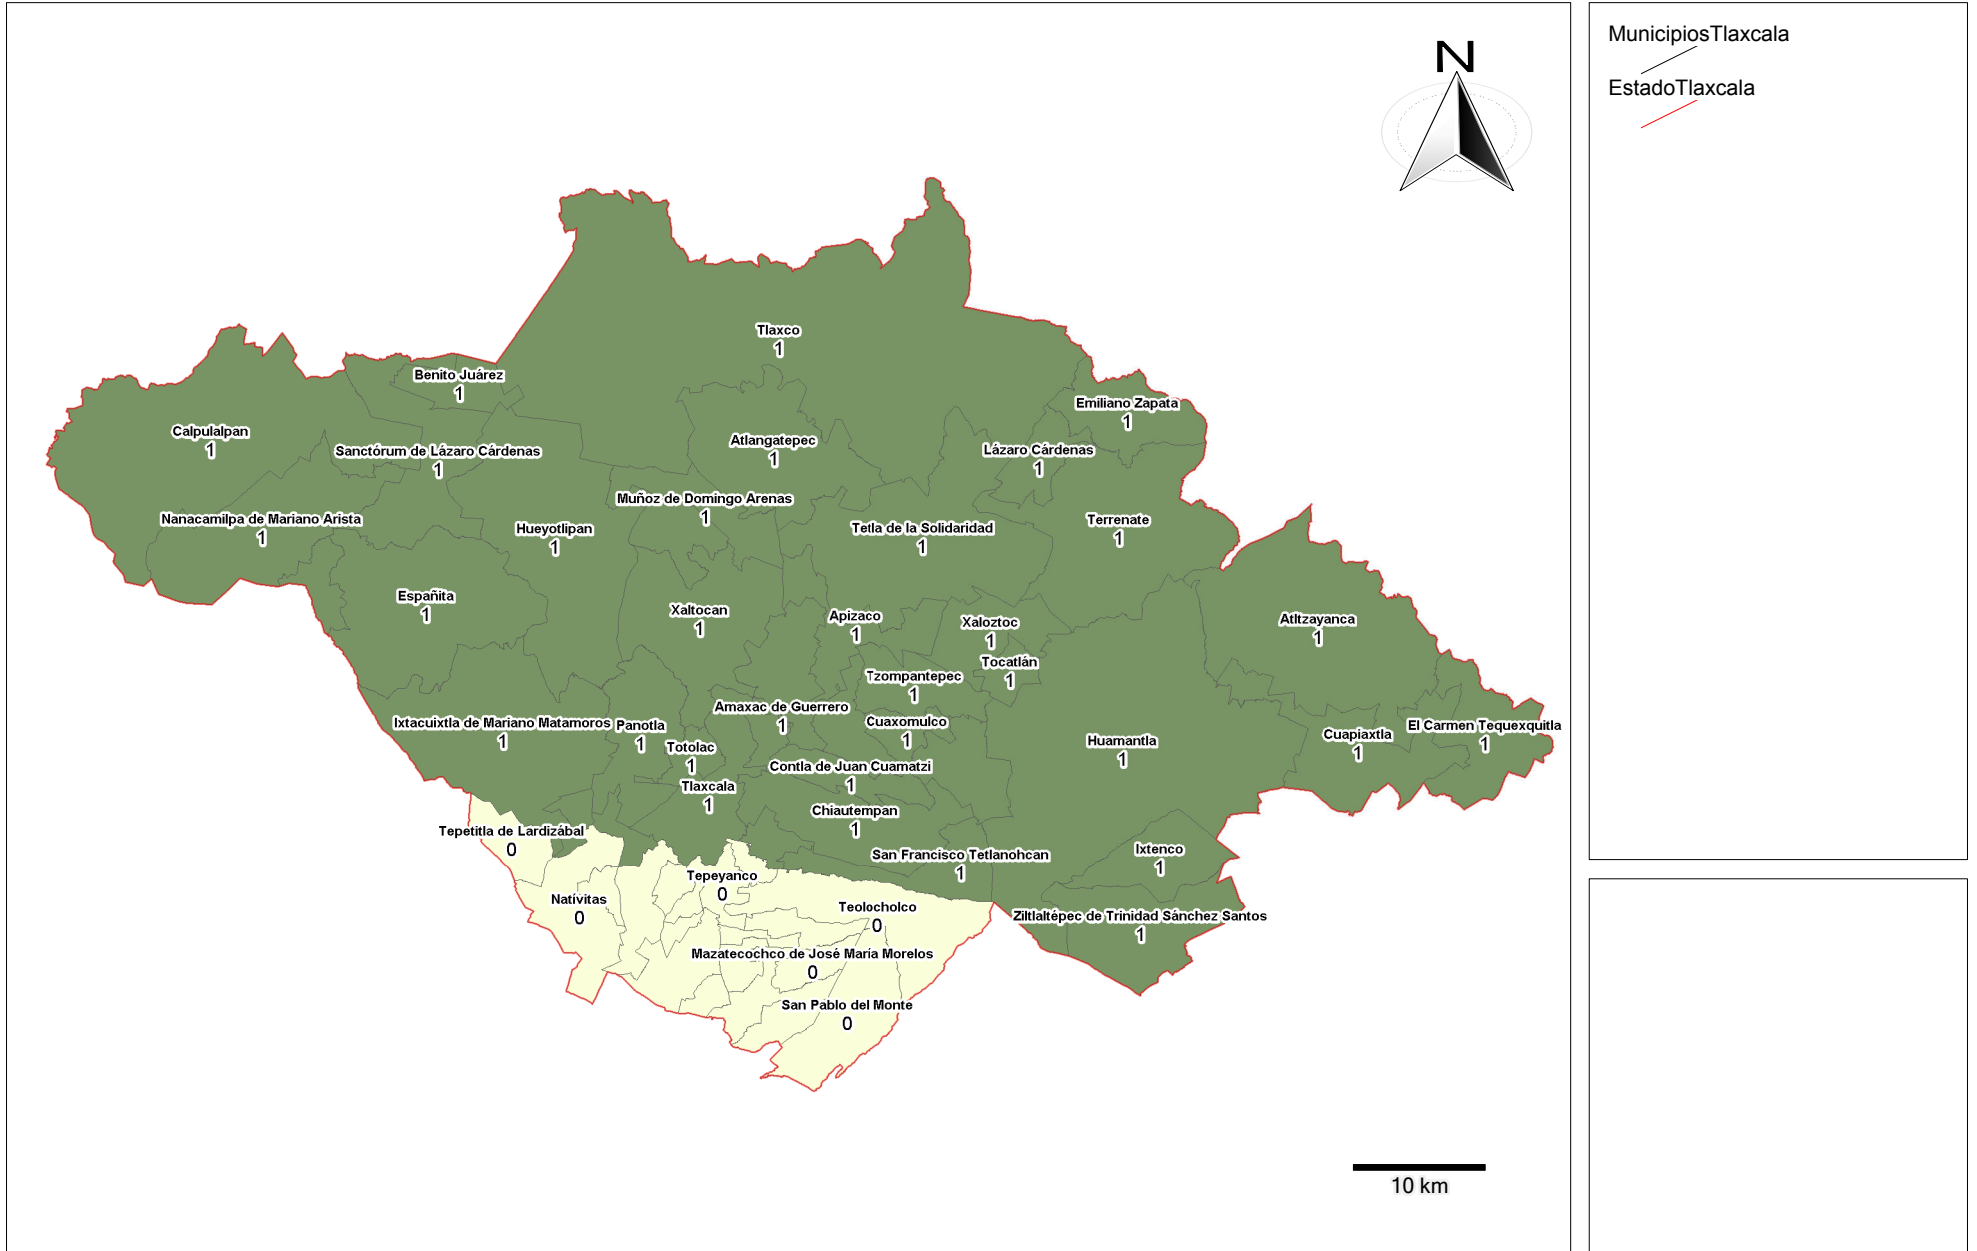 MunicipiosTlaxcala
EstadoTlaxcala
N
Tlaxco
1
Benito Juárez
1
Emiliano Zapata
1
Calpulalpan
1
Atlangatepec
1
Sanctórum de Lázaro Cárdenas
1
Lázaro Cárdenas
1
Muñoz de Domingo Arenas
1
Nanacamilpa de Mariano Arista
1
Hueyotlipan
1
Tetla de la Solidaridad
1
Terrenate
1
Españita
1
Xaltocan
1
Apizaco
1
Xaloztoc
1
Atltzayanca
1
Tocatlán
1
Tzompantepec
1
Amaxac de Guerrero
1
Ixtacuixtla de Mariano Matamoros
1
Panotla
1
Cuaxomulco
1
El Carmen Tequexquitla
1
Cuapiaxtla
1
Huamantla
1
Totolac
1
Contla de Juan Cuamatzi
1
Tlaxcala
1
Chiautempan
1
Tepetitla de Lardizábal
0
Ixtenco
1
San Francisco Tetlanohcan
1
Tepeyanco
0
Natívitas
0
Teolocholco
0
Ziltlaltépec de Trinidad Sánchez Santos
1
Mazatecochco de José María Morelos
0
San Pablo del Monte
0
10 km